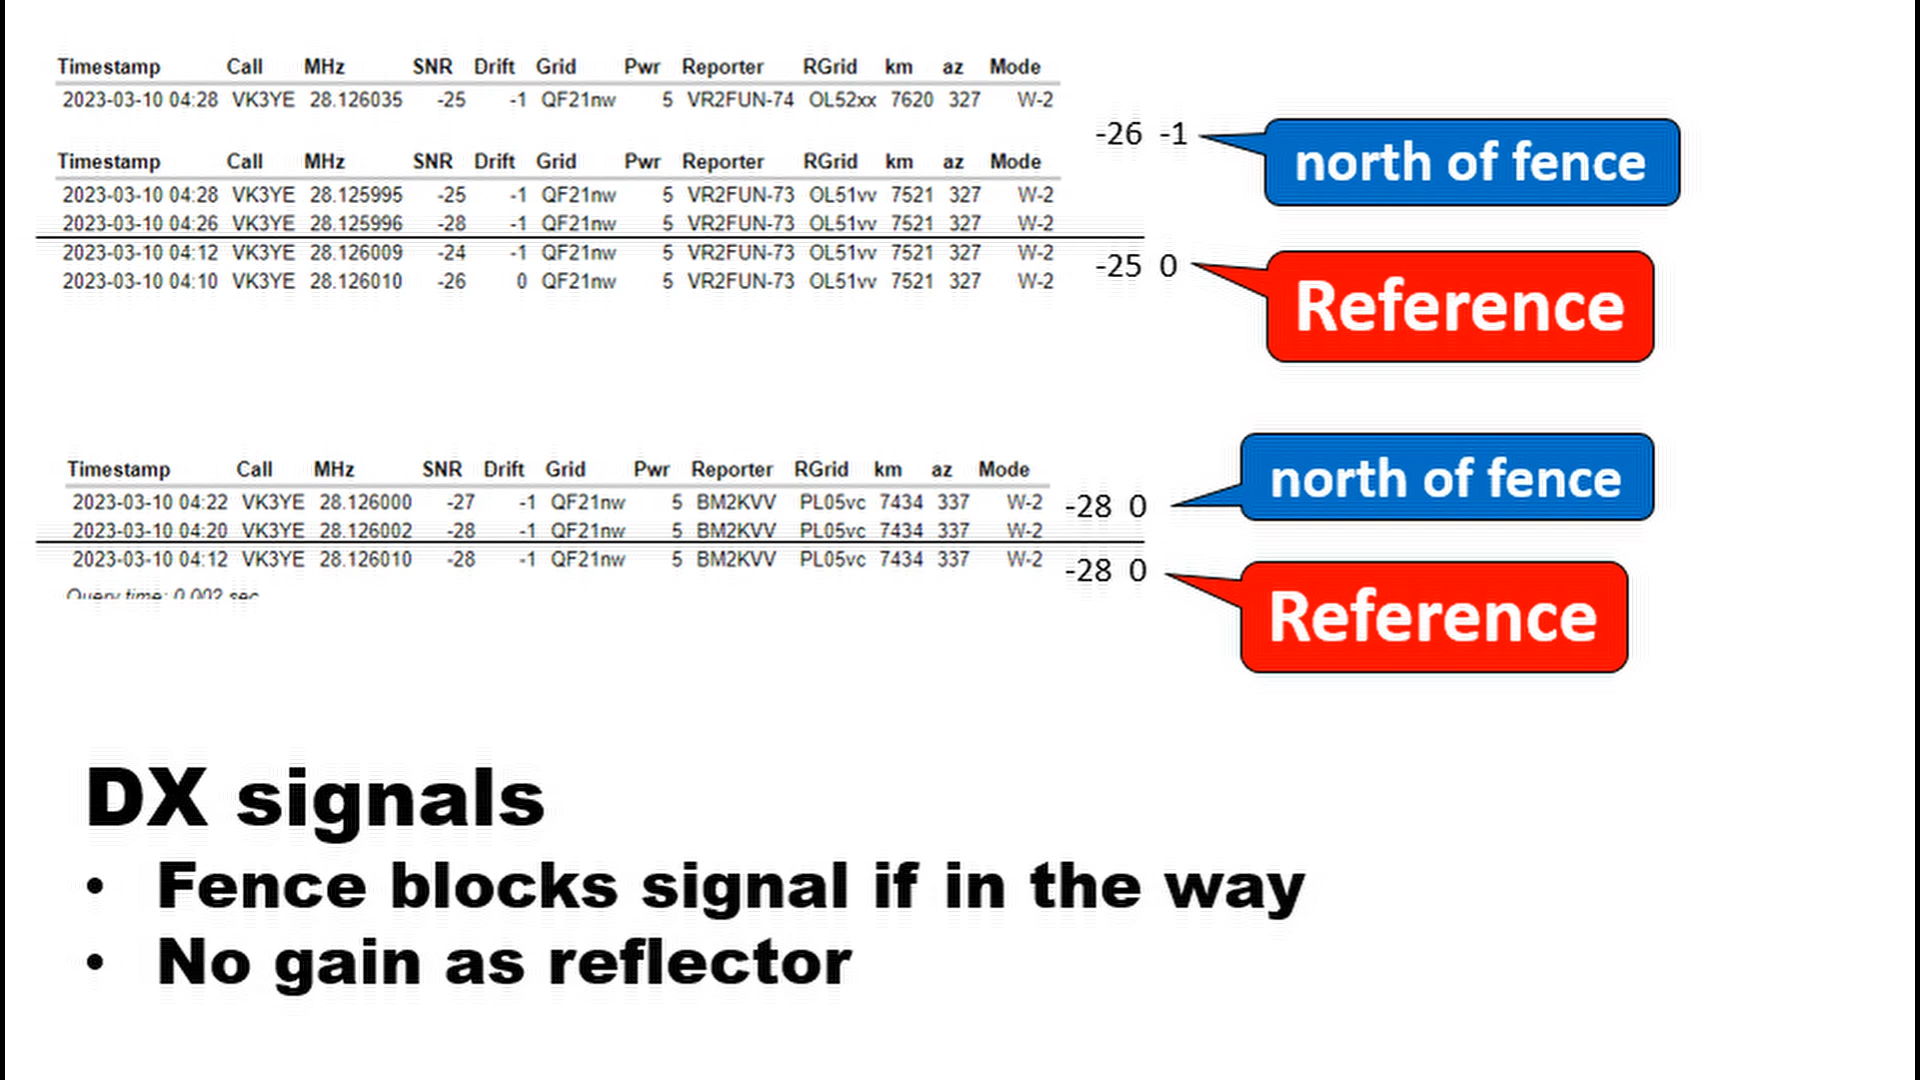 Timestamp Call MHz SNR Drift Grid Pwr Reporter RGrid km az Mode
2023-03-10 04:28 VK3YE 28.126035 -25 -1 QF21nw 5 VR2FUN-74 OL52xx 7620 327 W-2
-26 -1
north of fence
Timestamp Call MHz SNR Drift Grid Pwr Reporter RGrid km az Mode
2023-03-10 04:28 VK3YE 28.125995 -25 -1 QF21nw 5 VR2FUN-73 OL51vv 7521 327 W-2
2023-03-10 04:26 VK3YE 28.125996 -28 -1 QF21nw 5 VR2FUN-73 OL51vv 7521 327 W-2
2023-03-10 04:12 VK3YE 28.126009 -24 -1 QF21nw 5 VR2FUN-73 OL51vv 7521 327 W-2
2023-03-10 04:10 VK3YE 28.126010 -26 0 QF21nw 5 VR2FUN-73 OL51vv 7521 327 W-2
-25 0
Reference
Timestamp Call MHz SNR Drift Grid Pwr Reporter RGrid km az Mode
2023-03-10 04:22 VK3YE 28.126000 -27 -1 QF21nw 5 BM2KVV PL05vc 7434 337 W-2
2023-03-10 04:20 VK3YE 28.126002 -28 -1 QF21nw 5 BM2KVV PL05vc 7434 337 W-2
-28 0
north of fence
2023-03-10 04:12 VK3YE 28.126010 -28 -1 QF21nw 5 BM2KVV PL05vc 7434 337 W-2
-28 0
Reference
Query time: 0.002 sec
DX signals
• Fence blocks signal if in the way
• No gain as reflector